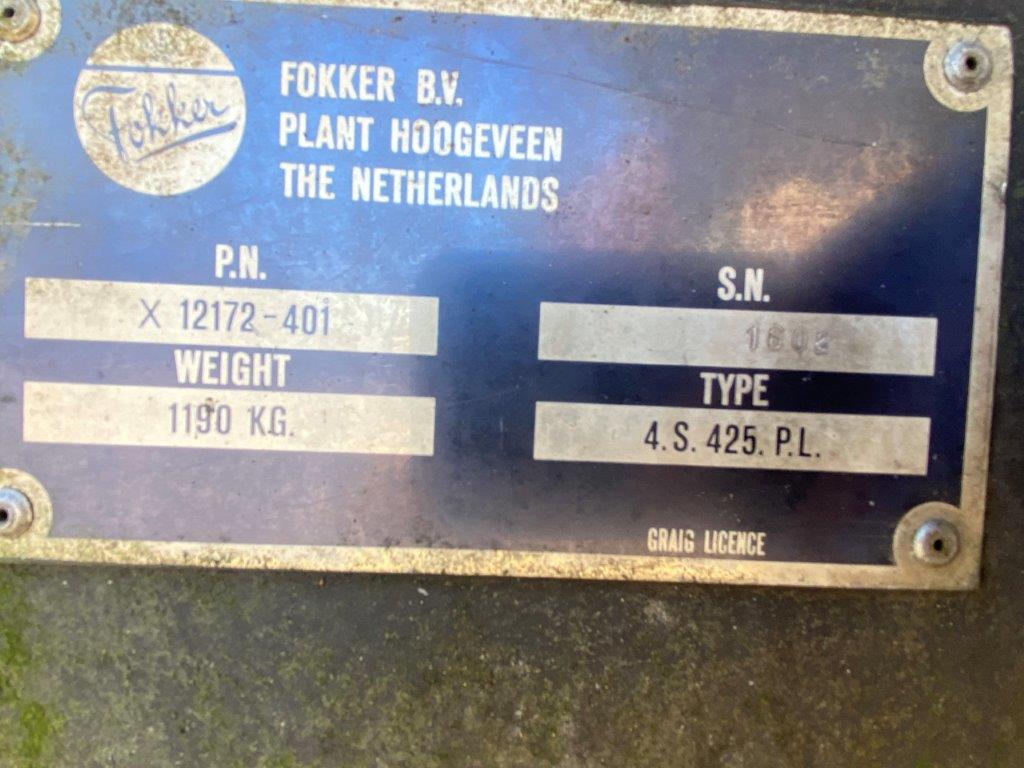 Fokker
FOKKER B.V.
PLANT HOOGEVEEN
THE NETHERLANDS
P.N.
X 12172-401
S.N.
WEIGHT
1190 KG.
TYPE
4. S. 425. P.L.
GRAIG LICENCE